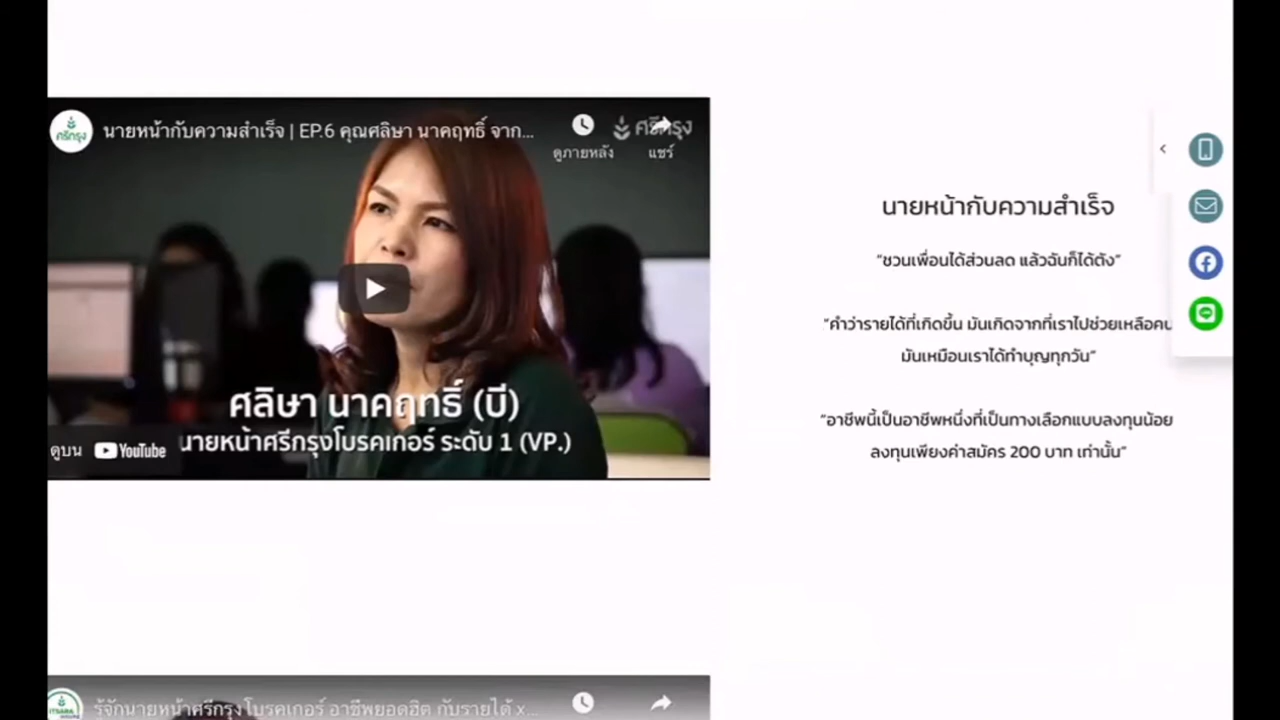 ศรีกรุง
นายหน้ากับความสำเร็จ | EP.6 คุณศลิษา นาคฤทธิ์ จาก...
ดูภายหลัง
แชร์
ศรีกรุง
ศลิษา นาคฤทธิ์ (บี)
นายหน้าศรีกรุงโบรคเกอร์ ระดับ 1 (VP.)
ดูบน YouTube
นายหน้ากับความสำเร็จ
“ชวนเพื่อนได้ส่วนลด แล้วฉันก็ได้ตัง”
“คำว่ารายได้ที่เกิดขึ้น มันเกิดจากที่เราไปช่วยเหลือคน
มันเหมือนเราได้ทำบุญทุกวัน”
“อาชีพนี้เป็นอาชีพหนึ่งที่เป็นทางเลือกแบบลงทุนน้อย
ลงทุนเพียงค่าสมัคร 200 บาท เท่านั้น”
รู้จักนายหน้าศรีกรุงโบรคเกอร์ อาชีพยอดฮิต กับรายได้ x...